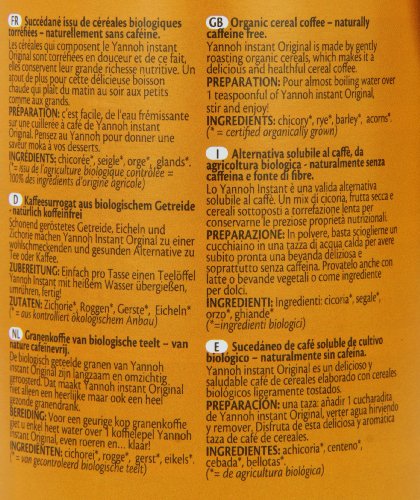 FR Succédané issu de céréales biologiques
torréfiées - naturellement sans caféine.
Les céréales qui composent le Yannoh instant
Original sont torréfiées en douceur et de ce fait,
elles conservent leur grande richesse nutritive. Un
atout de plus pour cette délicieuse boisson
chaude qui plaît du matin au soir aux petits
comme aux grands.
PREPARATION: c'est facile, de l'eau frémissante
sur une cuillerée à café de Yannoh instant
Original. Pensez au Yannoh pour donner une
saveur moka à vos desserts.
INGRÉDIENTS: chicorée*, seigle*, orge*, glands*.
* = issu de l'agriculture biologique contrôlée =
100% des ingrédients d'origine agricole)
D Kaffeesurrogat aus biologischem Getreide
- natürlich koffeinfrei
Schonend geröstetes Getreide, Eicheln und
Zichorie machen Yannoh Instant Original zu einer
wohlschmeckenden und gesunden Alternative zu
Tee oder Kaffee.
ZUBEREITUNG: Einfach pro Tasse einen Teelöffel
Yannoh Instant mit heißem Wasser übergießen,
umrühren, fertig.
ZUTATEN: Zichorie*, Roggen*, Gerste*, Eicheln*
(* = aus kontrolliert ökologischem Anbau)
NL Granenkoffie van biologische teelt - van
nature cafeïnevrij.
De biologisch geteelde granen van Yannoh
instant Original zijn langzaam en omzichtig
geroosterd. Dat maakt Yannoh instant Original
niet alleen een heerlijke maar ook een heel
gezonde granendrank.
BEREIDING: Voor een geurige kop granenkoffie
zet u enkel heet water over 1 koffielepel Yannoh
instant Original, even roeren en... klaar!
INGREDIËNTEN: cichorei*, rogge*, gerst*, eikels*.
(* = van gecontroleerd biologische teelt)
GB Organic cereal coffee - naturally
caffeine free.
Yannoh instant Original is made by gently
roasting organic cereals, which makes it a
delicious and healthful cereal coffee.
PREPARATION: Pour almost boiling water over
1 teaspoonful of Yannoh instant Original,
stir and enjoy!
INGREDIENTS: chicory*, rye*, barley*, acorns*
(* = certified organically grown)
I Alternativa solubile al caffè, da
agricoltura biologica - naturalmente senza
caffeina e fonte di fibre.
Lo Yannoh Instant è una valida alternativa
solubile al caffè. Un mix di cicoria, frutta secca e
cereali sottoposti a torrefazione lenta per
conservarne le preziose proprietà nutrizionali.
PREPARAZIONE: In polvere, basta sciogliere un
cucchiaino in una tazza di acqua calda per avere
subito pronta una bevanda deliziosa e
soprattutto senza caffeina. Provatelo anche con
latte o bevande vegetali o come ingrediente
per dolci.
INGREDIENTI: Ingredienti: cicoria*, segale*,
orzo*, ghiande*
(*=ingredienti biologici)
E Sucedáneo de café soluble de cultivo
biológico - naturalmente sin cafeína.
Yannoh instant Original es un delicioso y
saludable café de cereales elaborado con cereales
biológicos ligeramente tostados.
PREPARACIÓN: una taza: añadir 1 cucharadita
de Yannoh instant Original, verter agua hirviendo
y remover. Disfruta de esta deliciosa y aromática
taza de café de cereales.
INGREDIENTES: achicoria*, centeno*,
cebada*, bellotas*.
(* = de agricultura biológica)